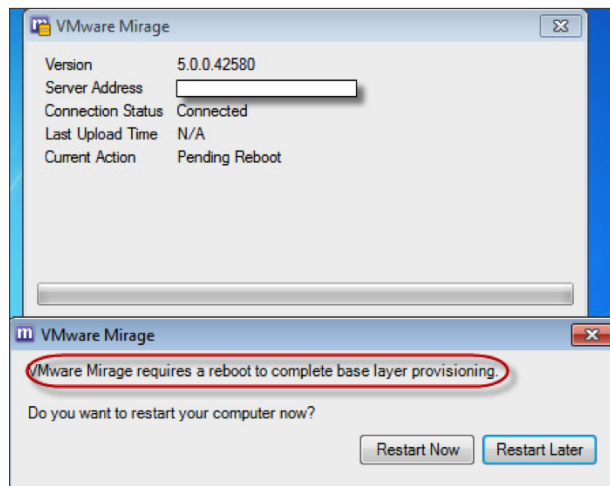 VMware Mirage
Version 5.0.0.42580
Server Address
Connection Status Connected
Last Upload Time N/A
Current Action Pending Reboot
VMware Mirage
VMware Mirage requires a reboot to complete base layer provisioning.
Do you want to restart your computer now?
Restart Now Restart Later